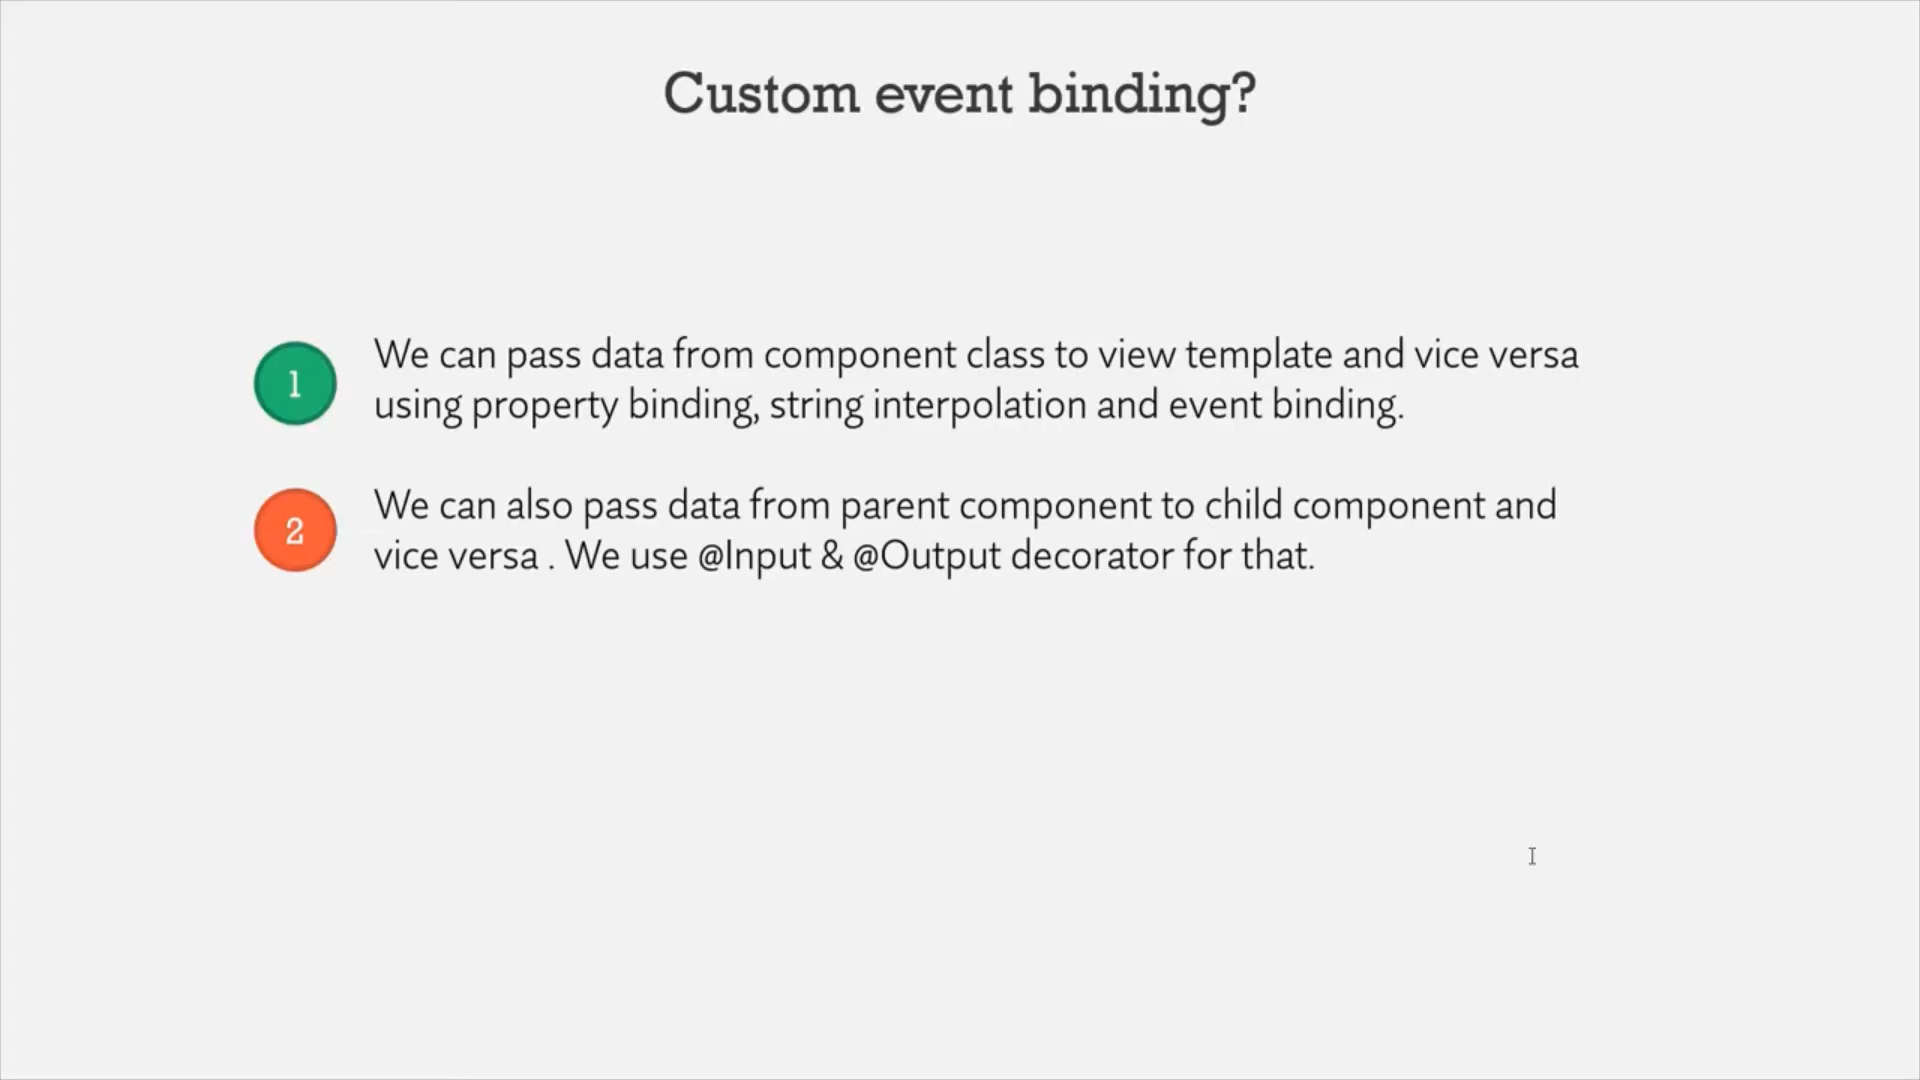 Custom event binding?
1
We can pass data from component class to view template and vice versa
using property binding, string interpolation and event binding.
2
We can also pass data from parent component to child component and
vice versa . We use @Input & @Output decorator for that.